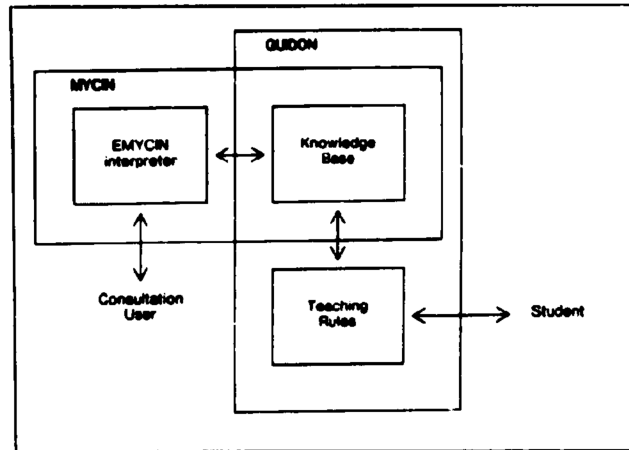 GUIDON
MYCIN
EMYCIN
interpreter
Knowledge
Base
Consultation
User
Teaching
Rules
Student